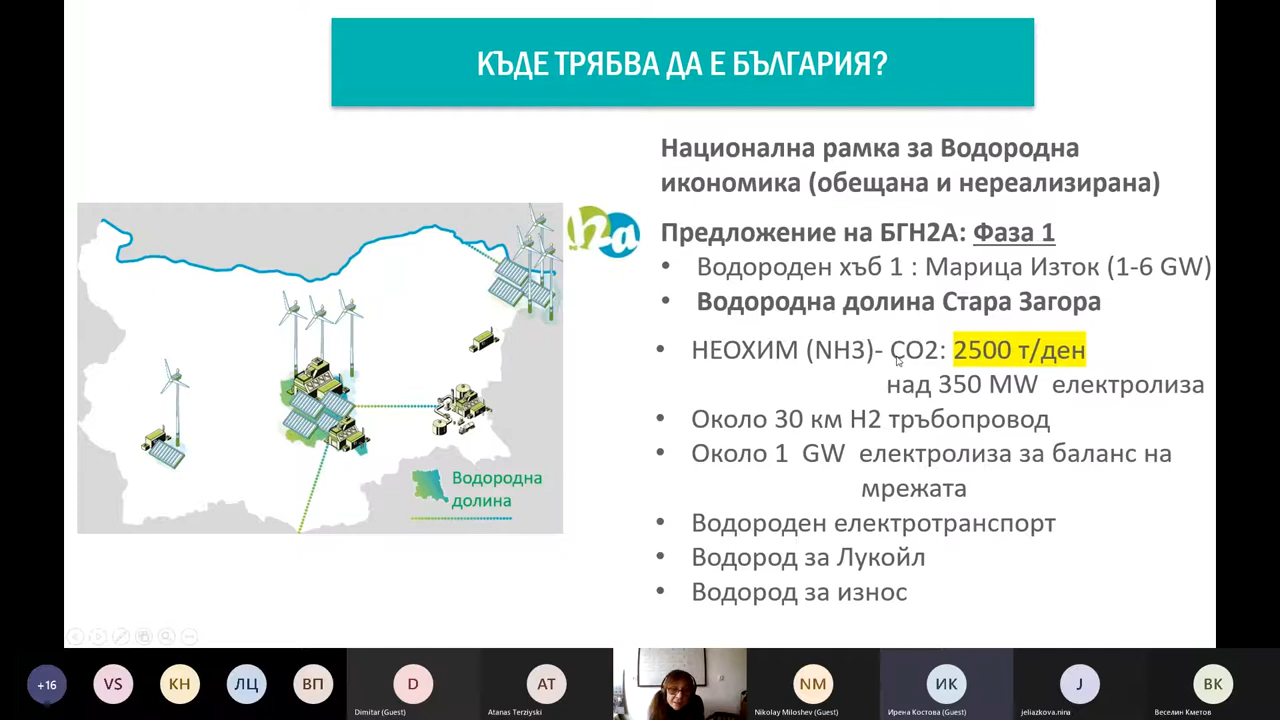 КЪДЕ ТРЯБВА ДА Е БЪЛГАРИЯ?
Национална рамка за Водородна
икономика (обещана и нереализирана)
h2a
Предложение на БГН2А: Фаза 1
• Водороден хъб 1 : Марица Изток (1-6 GW)
• Водородна долина Стара Загора
• НЕОХИМ (NH3)- CO2: 2500 т/ден
над 350 MW електролиза
• Около 30 км H2 тръбопровод
• Около 1 GW електролиза за баланс на
мрежата
• Водороден електротранспорт
• Водород за Лукойл
• Водород за износ
Водородна
долина
+16
VS
КН
ЛЦ
ВП
D
Dimitar (Guest)
AT
Atanas Terziyski
NM
Nikolay Miloshev (Guest)
ИК
Ирена Костова (Guest)
J
jeliazkova.nina
ВК
Веселин Кметов